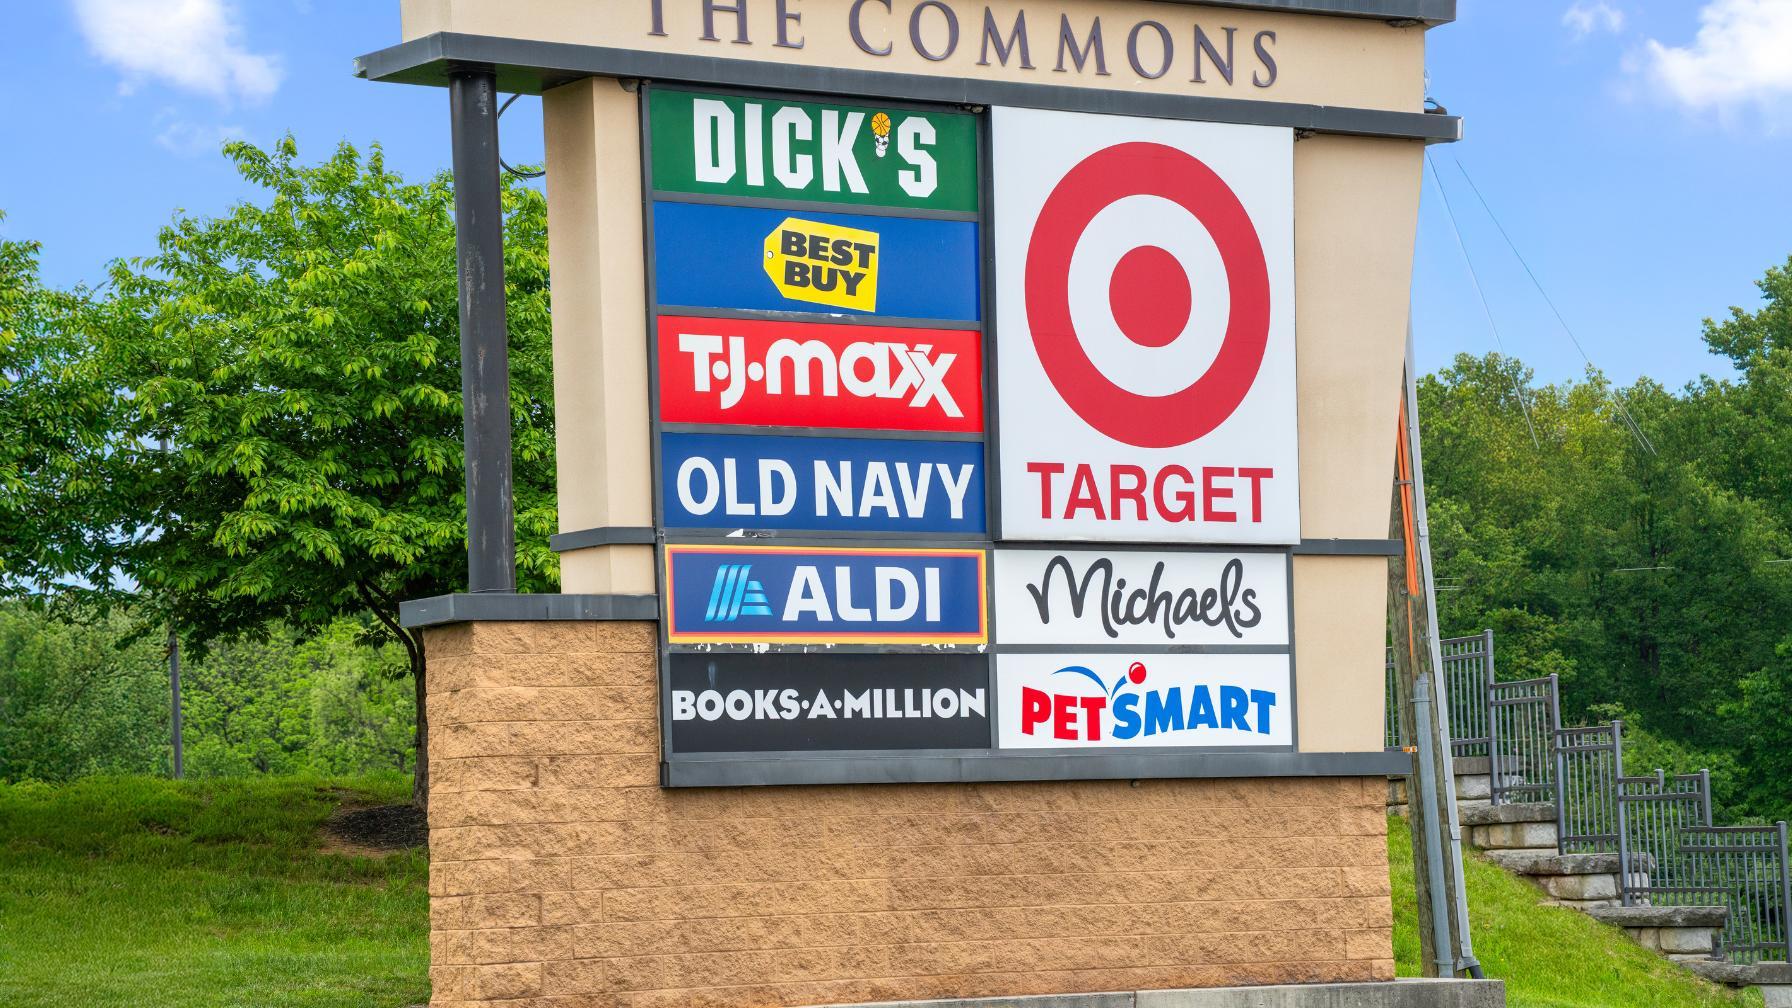 THE COMMONS
DICK'S
BEST
BUY
T·J·maxx
OLD NAVY
ALDI
BOOKS·A·MILLION
TARGET
Michaels
PETSMART